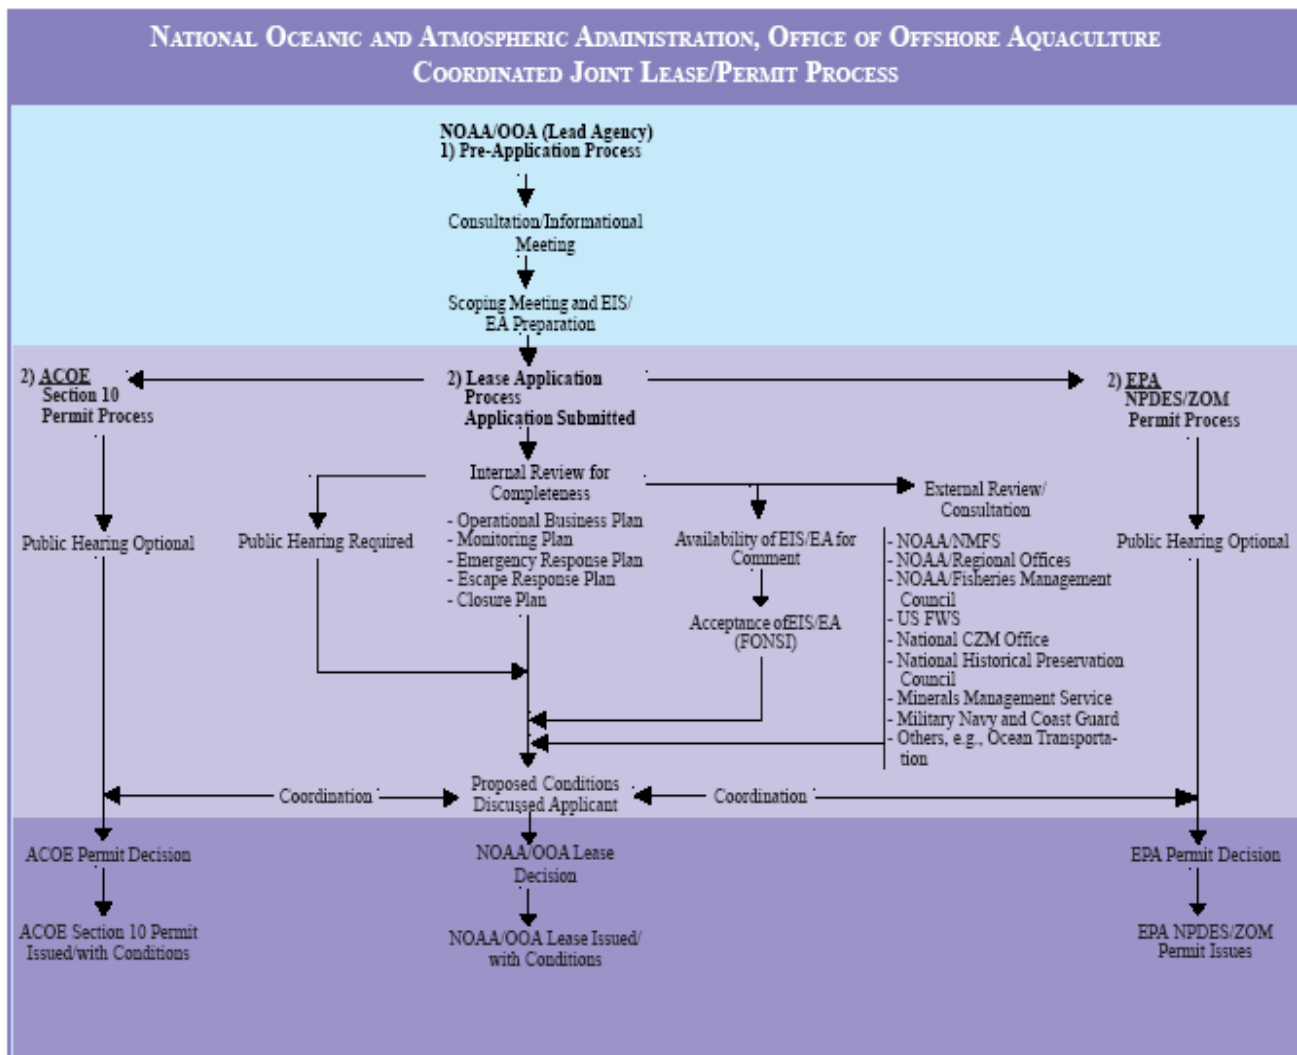 NATIONAL OCEANIC AND ATMOSPHERIC ADMINISTRATION, OFFICE OF OFFSHORE AQUACULTURE
COORDINATED JOINT LEASE/PERMIT PROCESS
NOAA/OOA (Lead Agency)
1) Pre-Application Process
Consultation/Informational
Meeting
Scoping Meeting and EIS/
EA Preparation
2) ACOE
Section 10
Permit Process
2) Lease Application
Process
Application Submitted
2) EPA
NPDES/ZOM
Permit Process
Internal Review for
Completeness
- Operational Business Plan
- Monitoring Plan
- Emergency Response Plan
- Escape Response Plan
- Closure Plan
Public Hearing Optional
Public Hearing Required
Availability of EIS/EA for
Comment
Acceptance ofEIS/EA
(FONSI)
External Review/
Consultation
- NOAA/NMFS
- NOAA/Regional Offices
- NOAA/Fisheries Management
Council
- US FWS
- National CZM Office
- National Historical Preservation
Council
- Minerals Management Service
- Military Navy and Coast Guard
- Others, e.g., Ocean Transporta-
tion
Public Hearing Optional
Coordination
Proposed Conditions
Discussed Applicant
Coordination
ACOE Permit Decision
NOAA/OOA Lease
Decision
EPA Permit Decision
ACOE Section 10 Permit
Issued/with Conditions
NOAA/OOA Lease Issued/
with Conditions
EPA NPDES/ZOM
Permit Issues